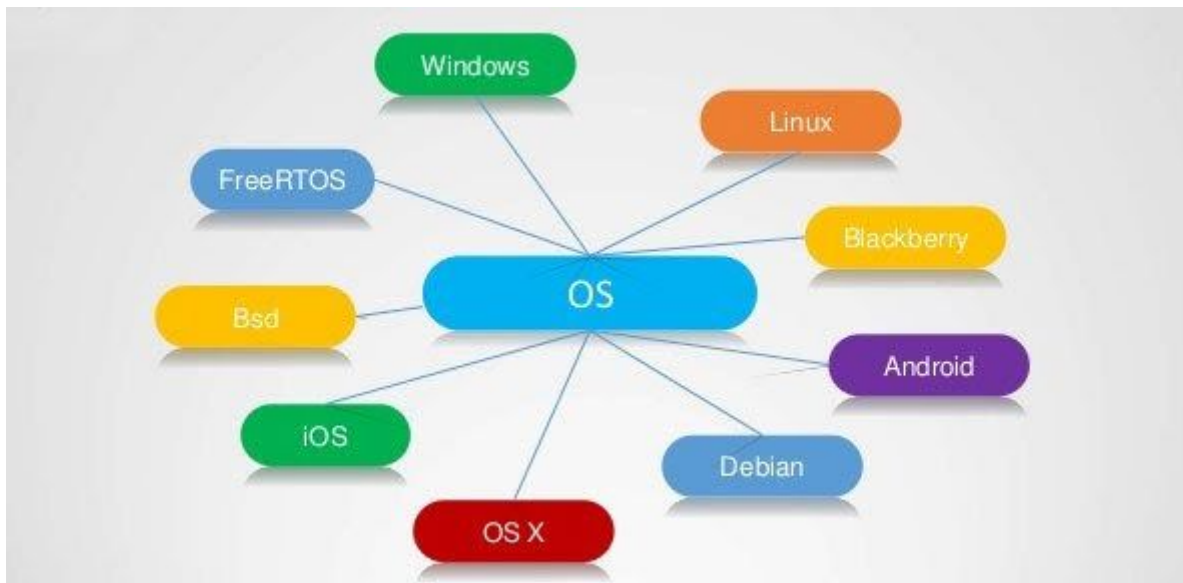 Windows
Linux
FreeRTOS
Blackberry
OS
Bsd
Android
iOS
Debian
OS X